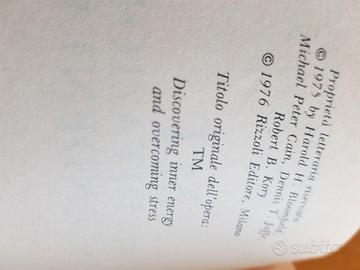 Proprietà letteraria riservata
© 1975 by Harold H. Bloomfield
Michael Peter Cain, Dennis T. Jaffe,
Robert B. Kory
© 1976 Rizzoli Editore, Milano
Titolo originale dell'opera:
TM
Discovering inner energy
and overcoming stress
subito